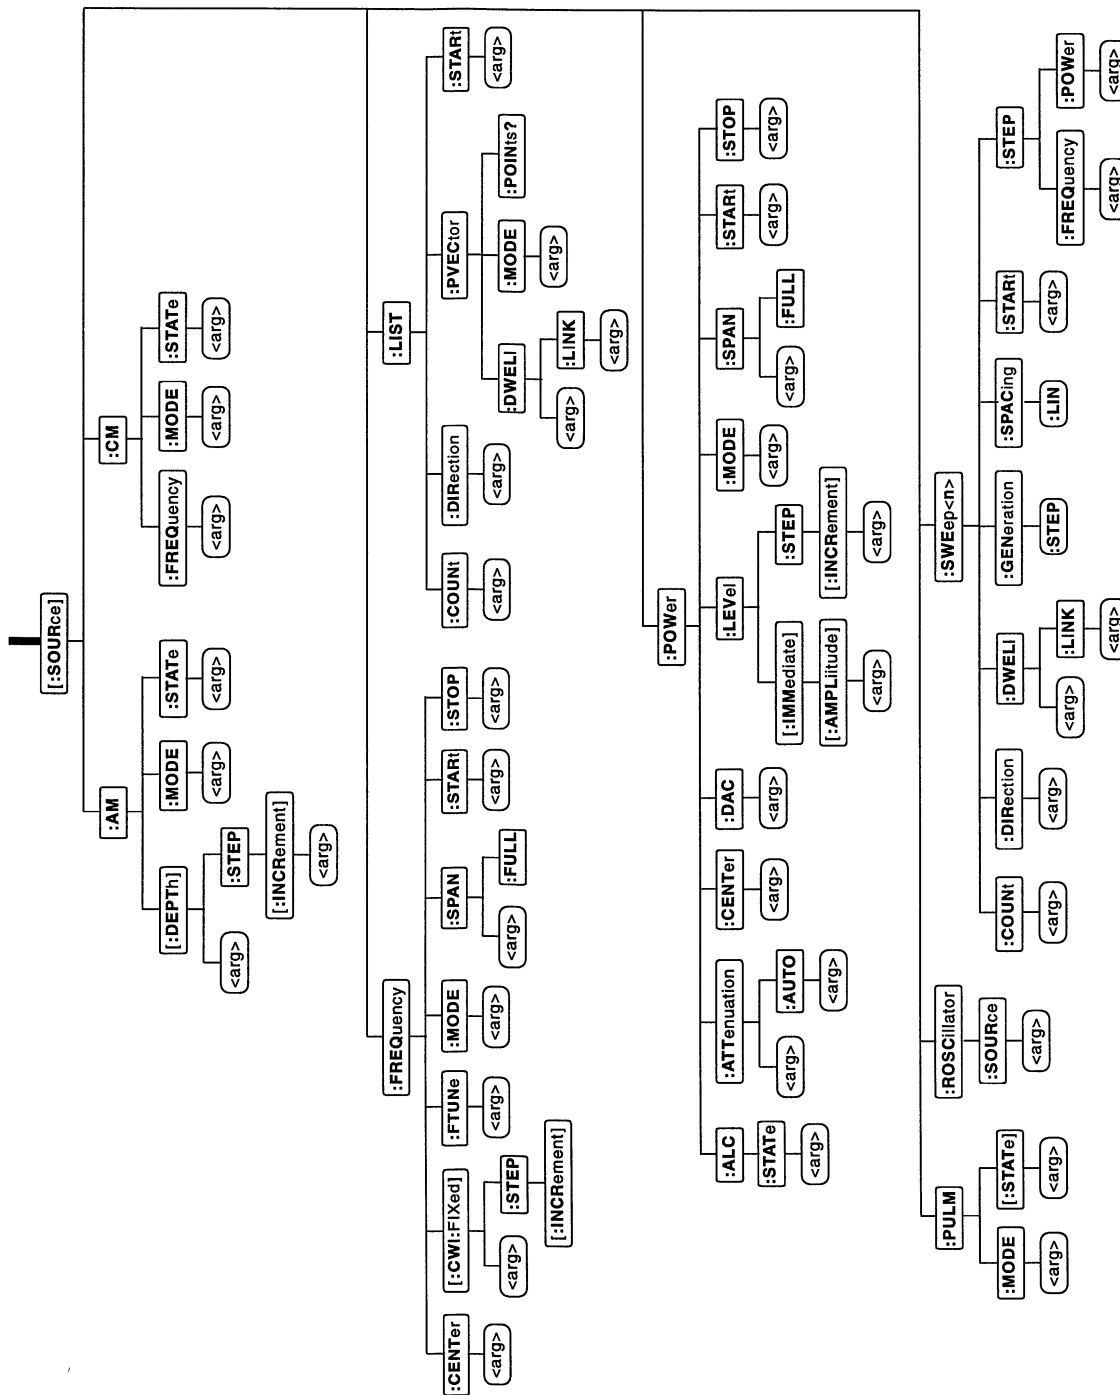 [:SOURce]
:AM
:CM
[:DEPTh]
:MODE
:STATe
:FREQuency
:MODE
:STATe
<arg>
<arg>
<arg>
<arg>
<arg>
<arg>
:STEP
[:INCRement]
<arg>
:FREQuency
:LIST
:CENTer
[:CWI:FIXed]
:FTUNe
:MODE
:SPAN
:STARt
:STOP
:COUNt
:DIRection
:PVECtor
:STARt
<arg>
<arg>
:STEP
<arg>
<arg>
<arg>
:FULL
<arg>
<arg>
<arg>
<arg>
:DWELl
:MODE
:POINts?
<arg>
[:INCRement]
<arg>
:LINK
<arg>
<arg>
:POWer
:ALC
:ATTenuation
:CENTer
:DAC
:LEVel
:MODE
:SPAN
:STARt
:STOP
:STATe
<arg>
:AUTO
<arg>
<arg>
[:IMMediate]
:STEP
<arg>
<arg>
:FULL
<arg>
<arg>
<arg>
<arg>
[:AMPLiitude]
[:INCRement]
<arg>
<arg>
:PULM
:ROSCillator
:SWEep<n>
:MODE
[:STATe]
:SOURce
:COUNt
:DIRection
:DWELl
:GENeration
:SPACing
:STARt
:STEP
<arg>
<arg>
<arg>
<arg>
<arg>
<arg>
:LINK
:STEP
:LIN
<arg>
:FREQuency
:POWer
<arg>
<arg>
<arg>